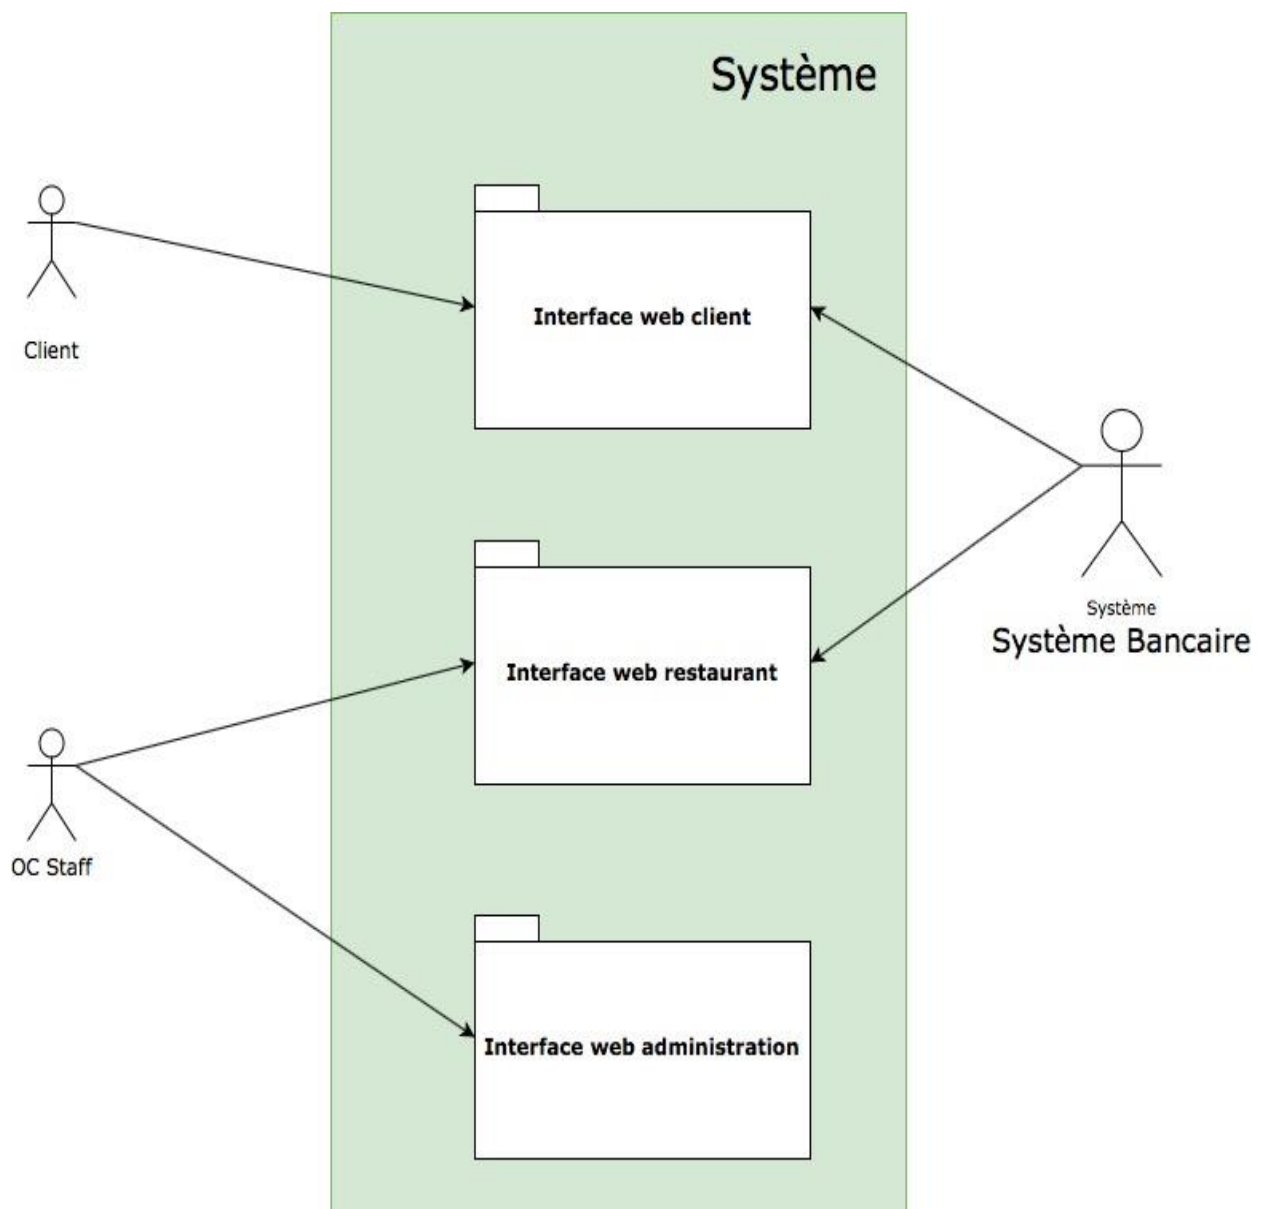 Système
Client
Interface web client
Système
Système Bancaire
Interface web restaurant
OC Staff
Interface web administration